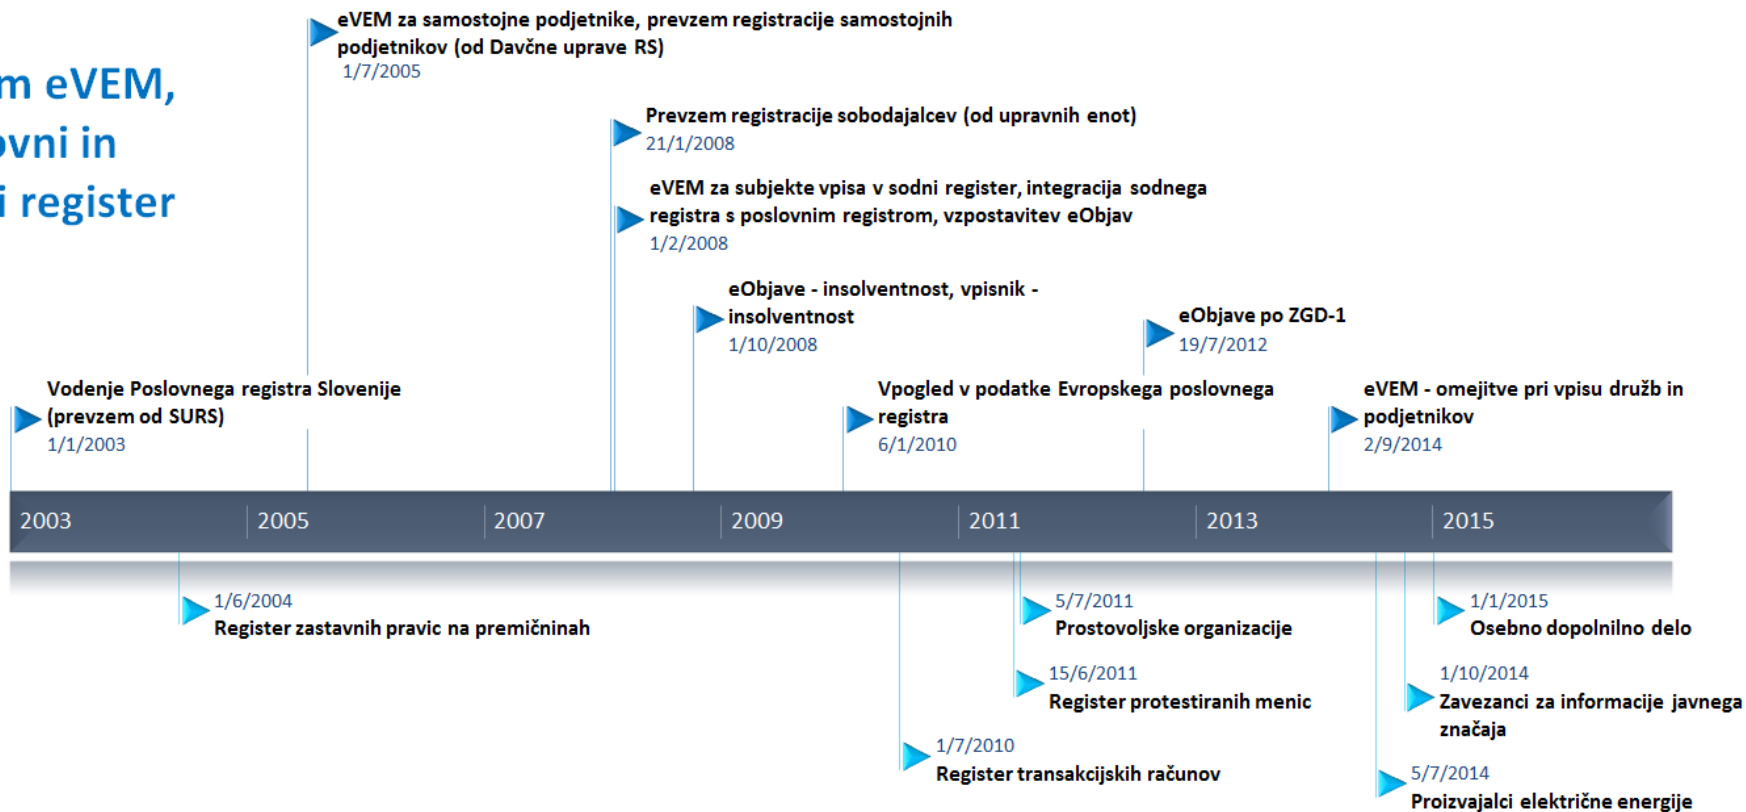 m eVEM,
ovni in
i register
eVEM za samostojne podjetnike, prevzem registracije samostojnih
podjetnikov (od Davčne uprave RS)
1/7/2005
Prevzem registracije sobodajalcev (od upravnih enot)
21/1/2008
eVEM za subjekte vpisa v sodni register, integracija sodnega
registra s poslovnim registrom, vzpostavitev eObjav
1/2/2008
eObjave - insolventnost, vpisnik -
insolventnost
1/10/2008
eObjave po ZGD-1
19/7/2012
Vodenje Poslovnega registra Slovenije
(prevzem od SURS)
1/1/2003
Vpogled v podatke Evropskega poslovnega
registra
6/1/2010
eVEM - omejitve pri vpisu družb in
podjetnikov
2/9/2014
2003 2005 2007 2009 2011 2013 2015
1/6/2004
Register zastavnih pravic na premičninah
5/7/2011
Prostovoljske organizacije
1/1/2015
Osebno dopolnilno delo
15/6/2011
Register protestiranih menic
1/10/2014
Zavezanci za informacije javnega
značaja
1/7/2010
Register transakcijskih računov
5/7/2014
Proizvajalci električne energije